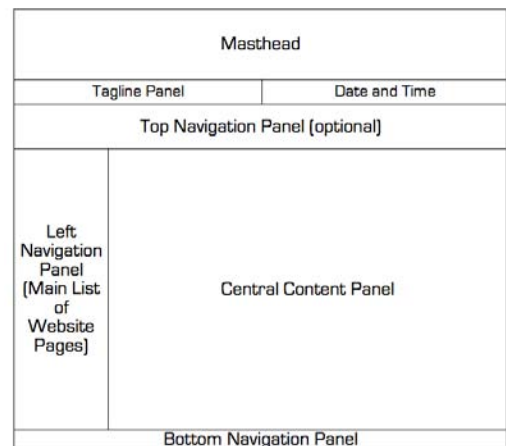 Masthead
Tagline Panel
Date and Time
Top Navigation Panel (optional)
Left
Navigation
Panel
(Main List
of
Website
Pages)
Central Content Panel
Bottom Navigation Panel